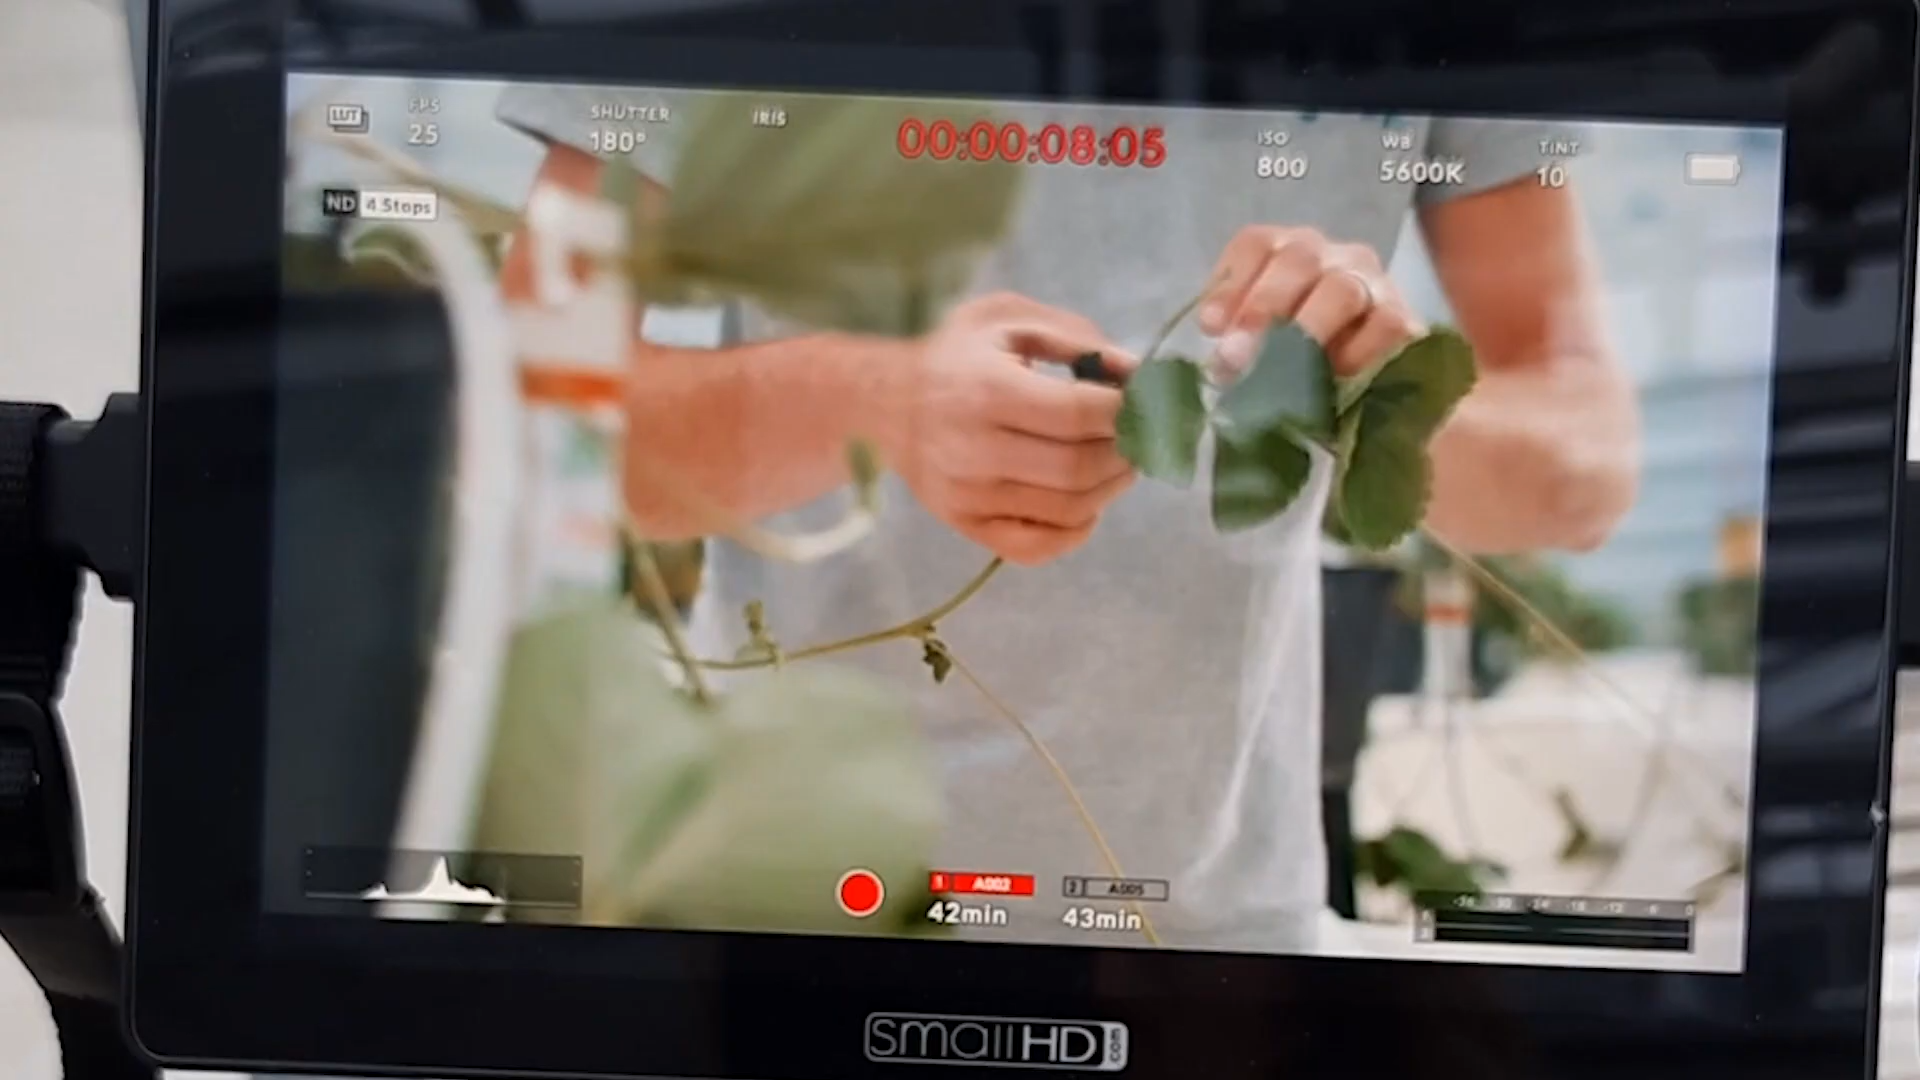 LUT
FPS
25
SHUTTER
180°
IRIS
00:00:08:05
ISO
800
WB
5600K
TINT
10
ND 4 Stops
1 A002
42min
2 A005
43min
smallHD.com